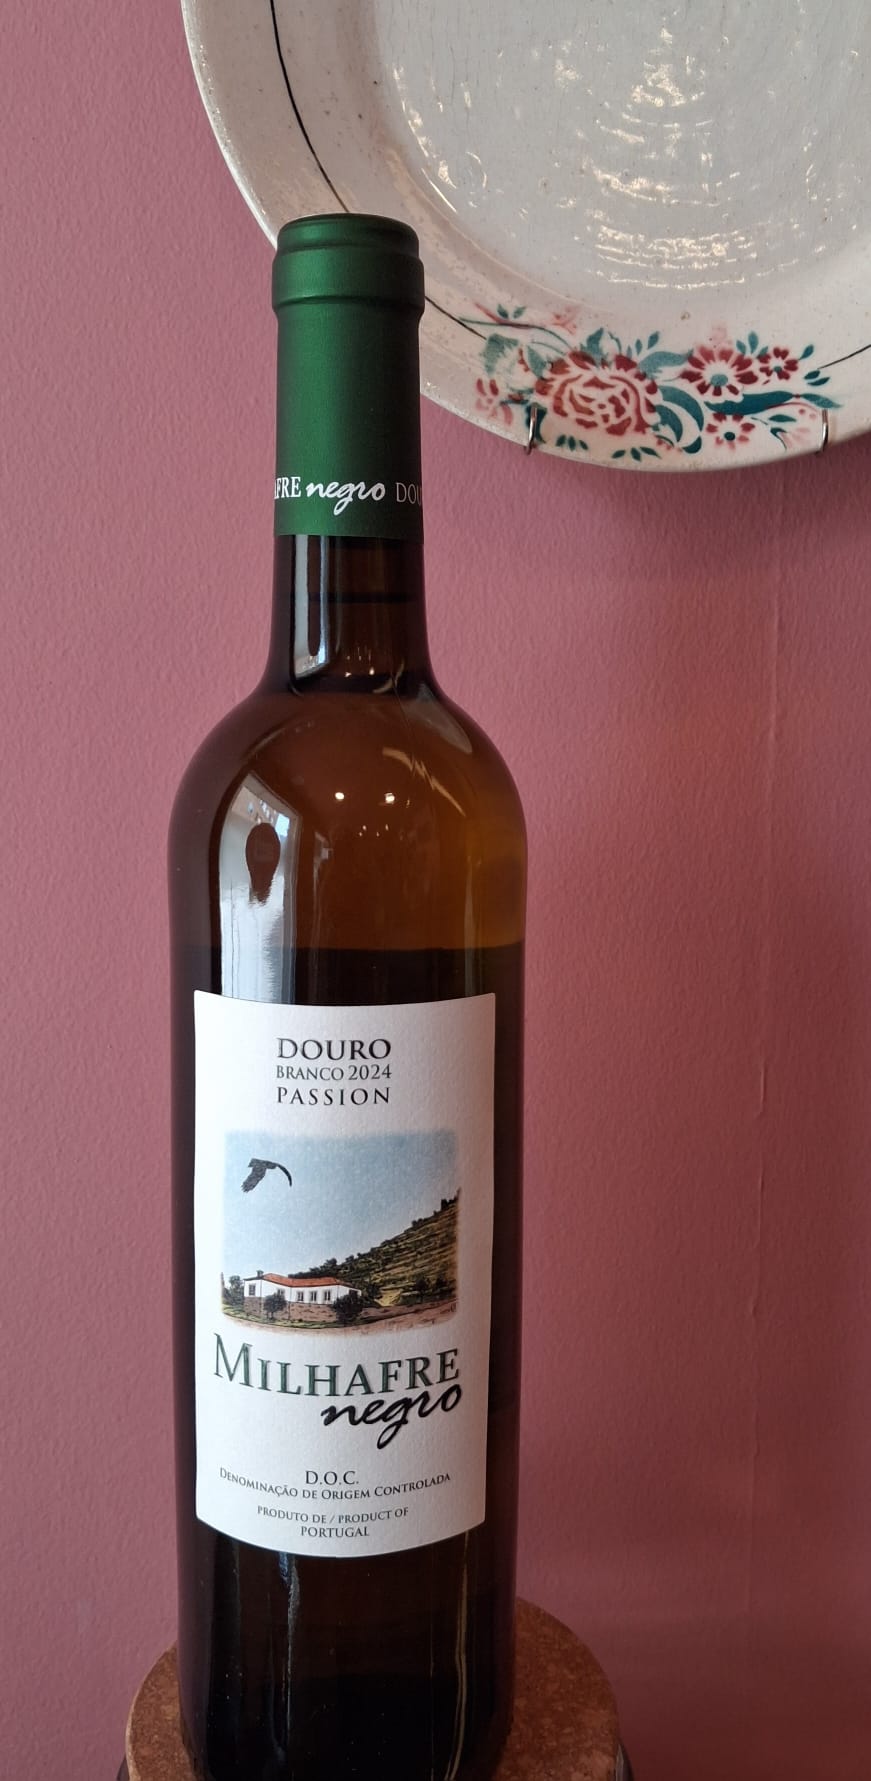 AFRE negro DOU
DOURO
BRANCO 2024
PASSION
MILHAFRE
negro
D.O.C.
DENOMINAÇÃO DE ORIGEM CONTROLADA
PRODUTO DE / PRODUCT OF
PORTUGAL